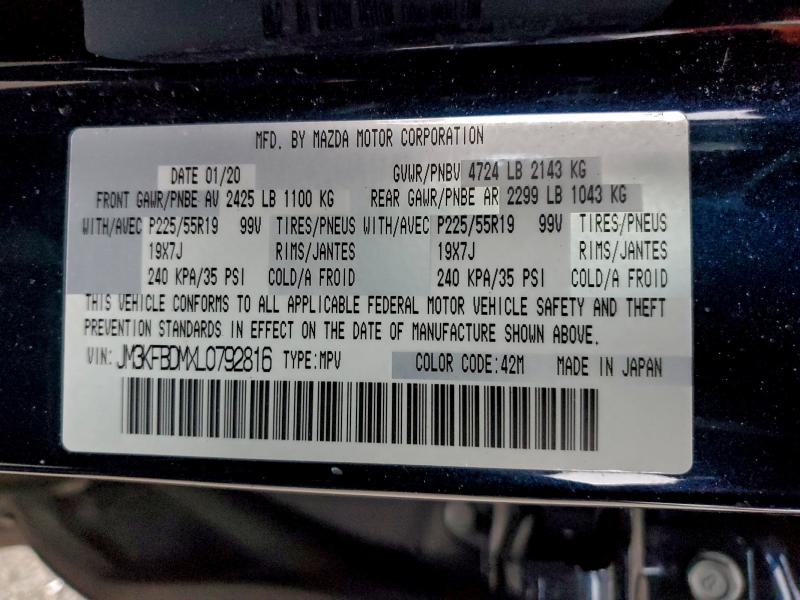 MFD. BY MAZDA MOTOR CORPORATION
DATE 01/20 GVWR/PNBV 4724 LB 2143 KG
FRONT GAWR/PNBE AV 2425 LB 1100 KG REAR GAWR/PNBE AR 2299 LB 1043 KG
WITH/AVEC P225/55R19 99V TIRES/PNEUS WITH/AVEC P225/55R19 99V TIRES/PNEUS
19X7J RIMS/JANTES 19X7J RIMS/JANTES
240 KPA/35 PSI COLD/A FROID 240 KPA/35 PSI COLD/A FROID
THIS VEHICLE CONFORMS TO ALL APPLICABLE FEDERAL MOTOR VEHICLE SAFETY AND THEFT
PREVENTION STANDARDS IN EFFECT ON THE DATE OF MANUFACTURE SHOWN ABOVE.
VIN: JM3KFBDMXL0792816 TYPE:MPV COLOR CODE:42M MADE IN JAPAN